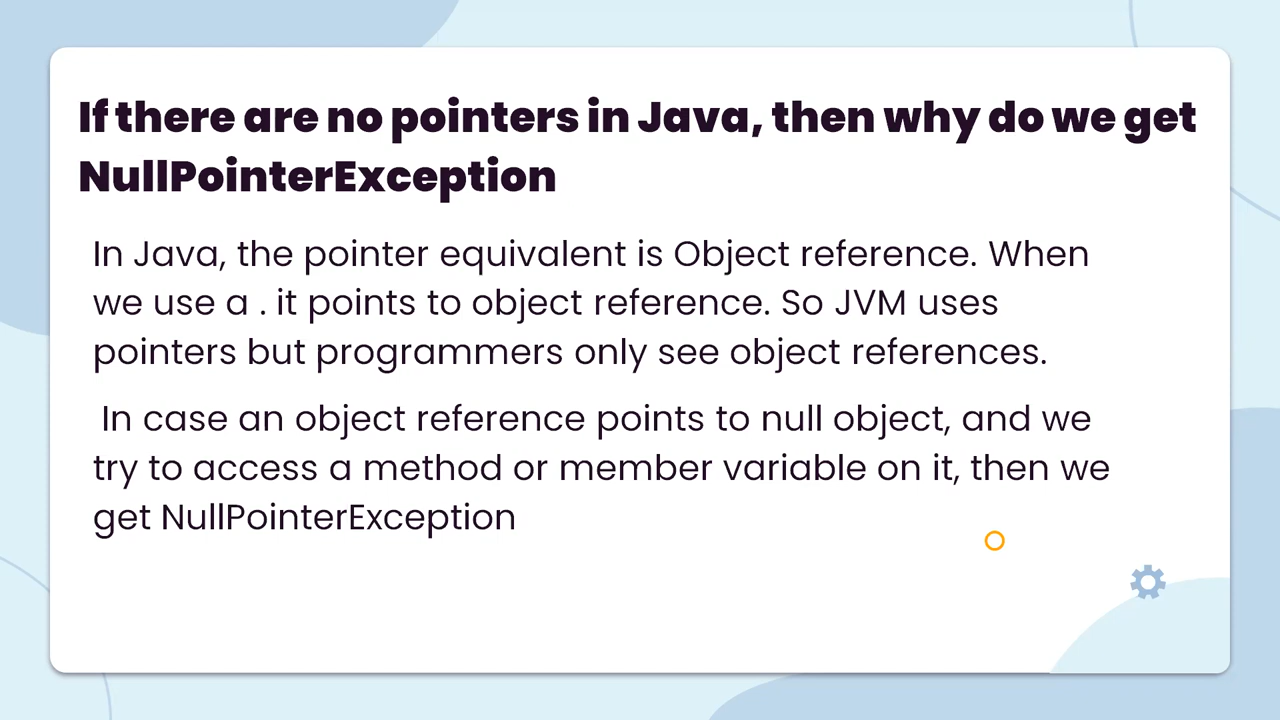 If there are no pointers in Java, then why do we get
NullPointerException
In Java, the pointer equivalent is Object reference. When
we use a . it points to object reference. So JVM uses
pointers but programmers only see object references.
In case an object reference points to null object, and we
try to access a method or member variable on it, then we
get NullPointerException